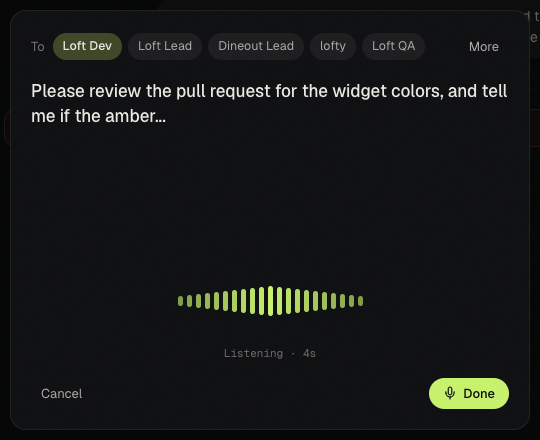 To Loft Dev Loft Lead Dineout Lead lofty Loft QA More
Please review the pull request for the widget colors, and tell
me if the amber...
Listening · 4s
Cancel Done